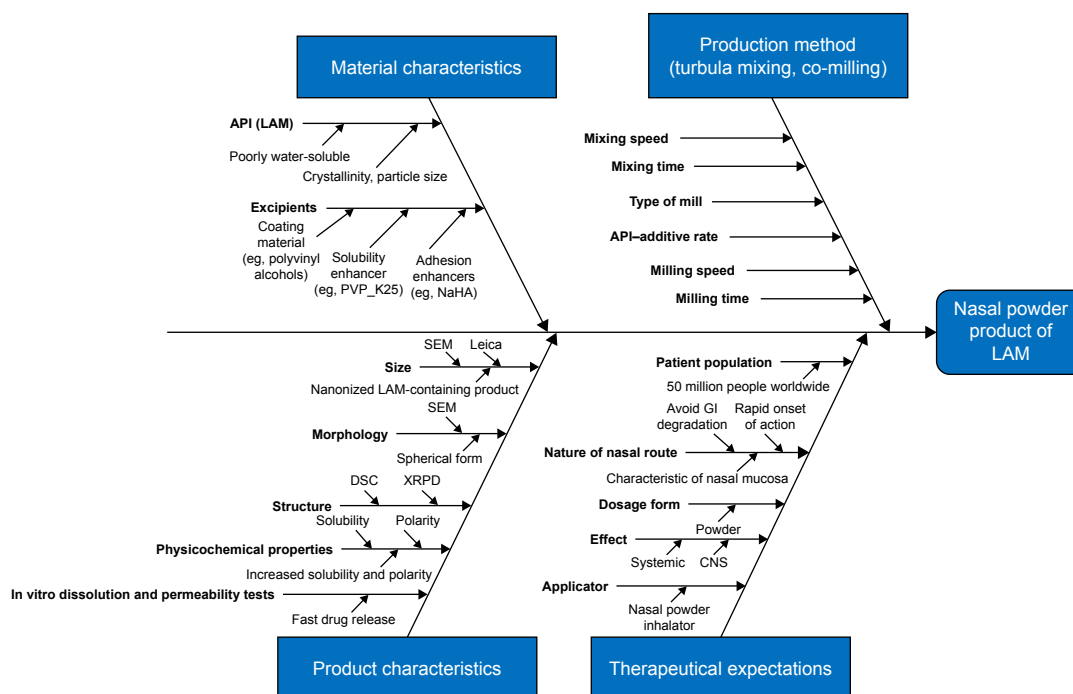 Material characteristics
Production method
(turbula mixing, co-milling)
API (LAM)
Poorly water-soluble
Crystallinity, particle size
Excipients
Coating
material
(eg, polyvinyl
alcohols)
Solubility
enhancer
(eg, PVP_K25)
Adhesion
enhancers
(eg, NaHA)
Mixing speed
Mixing time
Type of mill
API–additive rate
Milling speed
Milling time
Nasal powder
product of
LAM
SEM
Leica
Size
Nanonized LAM-containing product
SEM
Morphology
Spherical form
DSC
XRPD
Structure
Solubility
Polarity
Physicochemical properties
Increased solubility and polarity
In vitro dissolution and permeability tests
Fast drug release
Patient population
50 million people worldwide
Avoid GI
degradation
Rapid onset
of action
Nature of nasal route
Characteristic of nasal mucosa
Dosage form
Powder
Effect
Systemic
CNS
Applicator
Nasal powder
inhalator
Product characteristics
Therapeutical expectations